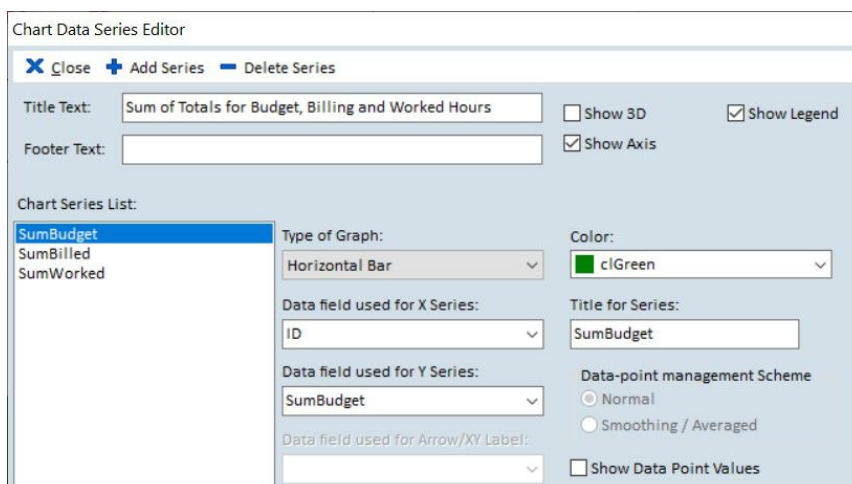 Chart Data Series Editor
Close Add Series Delete Series
Title Text: Sum of Totals for Budget, Billing and Worked Hours
Show 3D Show Legend
Footer Text:
Show Axis
Chart Series List:
SumBudget
SumBilled
SumWorked
Type of Graph:
Horizontal Bar
Color:
clGreen
Data field used for X Series:
ID
Title for Series:
SumBudget
Data field used for Y Series:
SumBudget
Data-point management Scheme
Normal
Smoothing / Averaged
Data field used for Arrow/XY Label:
Show Data Point Values